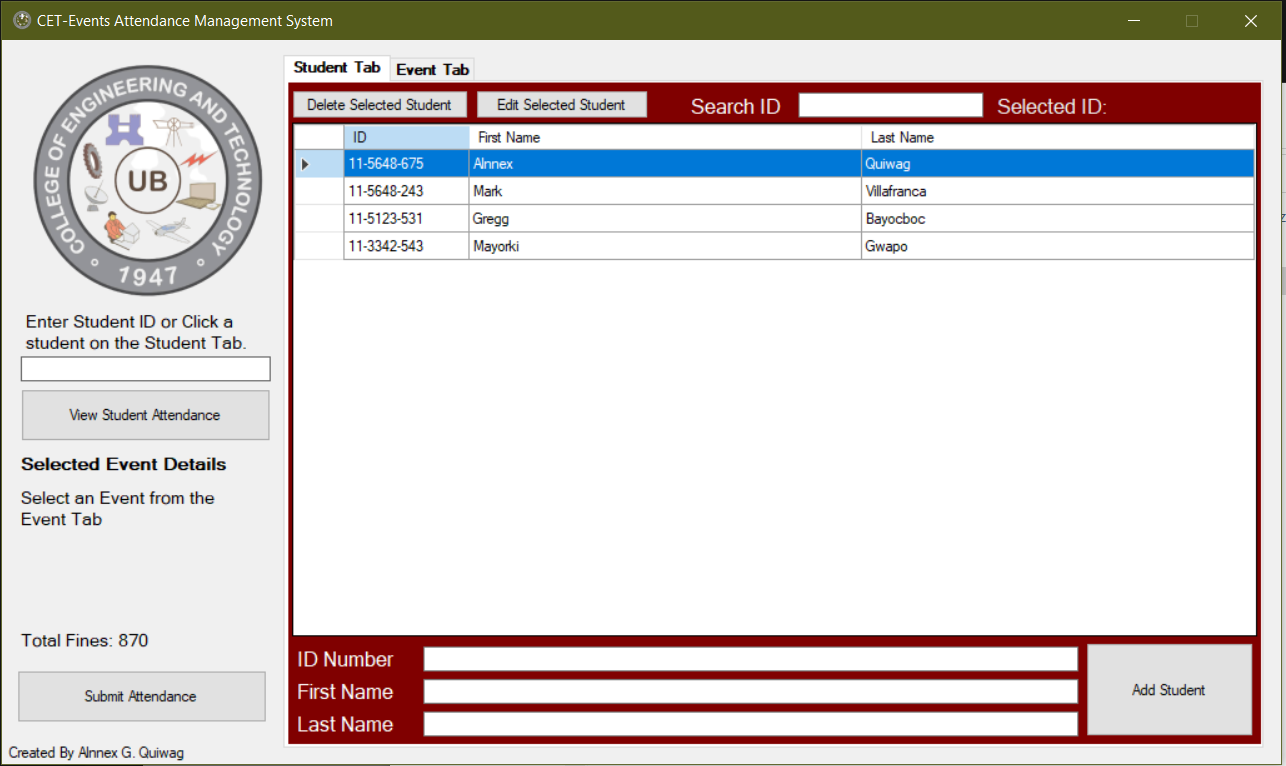 CET-Events Attendance Management System
COLLEGE OF ENGINEERING AND TECHNOLOGY
UB
1947
Enter Student ID or Click a
student on the Student Tab.
View Student Attendance
Selected Event Details
Select an Event from the
Event Tab
Total Fines: 870
Submit Attendance
Created By Alnnex G. Quiwag
Student Tab Event Tab
Delete Selected Student Edit Selected Student Search ID Selected ID:
ID First Name Last Name
11-5648-675 Alnnex Quiwag
11-5648-243 Mark Villafranca
11-5123-531 Gregg Bayocboc
11-3342-543 Mayorki Gwapo
ID Number
First Name
Last Name
Add Student